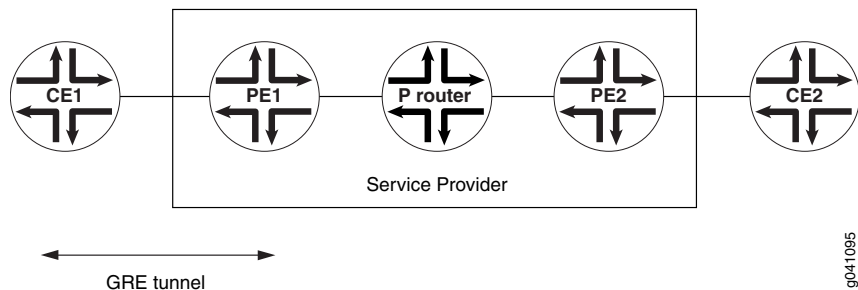 CE1 PE1 P router PE2 CE2
Service Provider
GRE tunnel
g041095